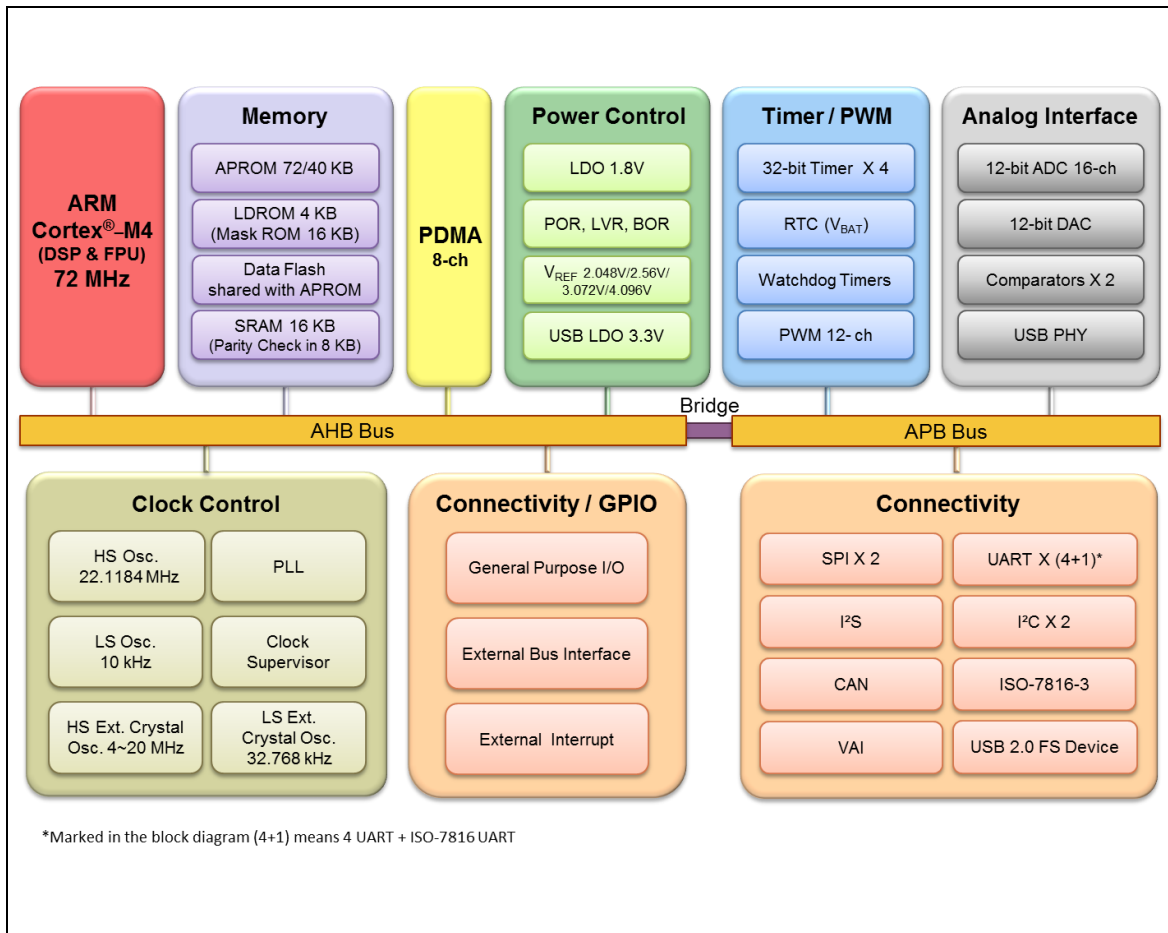 ARM
Cortex®–M4
(DSP & FPU)
72 MHz
Memory
APROM 72/40 KB
LDROM 4 KB
(Mask ROM 16 KB)
Data Flash
shared with APROM
SRAM 16 KB
(Parity Check in 8 KB)
PDMA
8-ch
Power Control
LDO 1.8V
POR, LVR, BOR
VREF 2.048V/2.56V/
3.072V/4.096V
USB LDO 3.3V
Timer / PWM
32-bit Timer X 4
RTC (VBAT)
Watchdog Timers
PWM 12- ch
Analog Interface
12-bit ADC 16-ch
12-bit DAC
Comparators X 2
USB PHY
AHB Bus
Bridge
APB Bus
Clock Control
HS Osc.
22.1184 MHz
PLL
LS Osc.
10 kHz
Clock
Supervisor
HS Ext. Crystal
Osc. 4~20 MHz
LS Ext.
Crystal Osc.
32.768 kHz
Connectivity / GPIO
General Purpose I/O
External Bus Interface
External Interrupt
Connectivity
SPI X 2
UART X (4+1)*
I²S
I²C X 2
CAN
ISO-7816-3
VAI
USB 2.0 FS Device
*Marked in the block diagram (4+1) means 4 UART + ISO-7816 UART